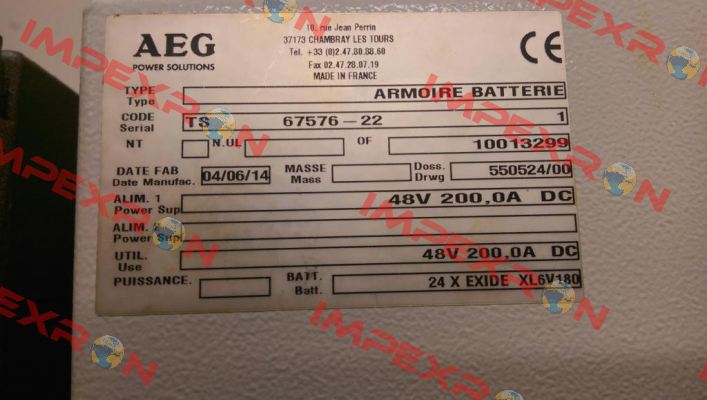 AEG
POWER SOLUTIONS
10, rue Jean Perrin
37173 CHAMBRAY LES TOURS
Tel. +33 (0)2.47.80.88.60
Fax 02.47.28.07.19
MADE IN FRANCE
CE
TYPE ARMOIRE BATTERIE
Type
CODE TS 67576-22 1
Serial
NT N.UL OF 10013299
DATE FAB 04/06/14 MASSE Doss. 550524/00
Date Manufac. Mass Drwg
ALIM. 1 48V 200,0A DC
Power Supl
ALIM. 2
Power Supl
UTIL. 48V 200,0A DC
Use
PUISSANCE. BATT. 24 X EXIDE XL6V180
Batt.
IMPEXRON